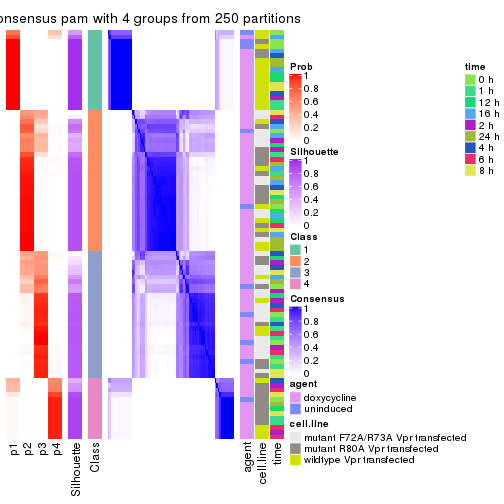 onsensus pam with 4 groups from 250 partitions
Prob
1
0.8
0.6
0.4
0.2
0
Silhouette
1
0.8
0.6
0.4
0.2
0
Class
1
2
3
4
Consensus
1
0.8
0.6
0.4
0.2
0
agent
doxycycline
uninduced
cell.line
mutant F72A/R73A Vpr transfected
mutant R80A Vpr transfected
wildtype Vpr transfected
time
0 h
1 h
12 h
16 h
2 h
24 h
4 h
6 h
8 h
p1
p2
p3
p4
Silhouette
Class
agent
cell.line
time